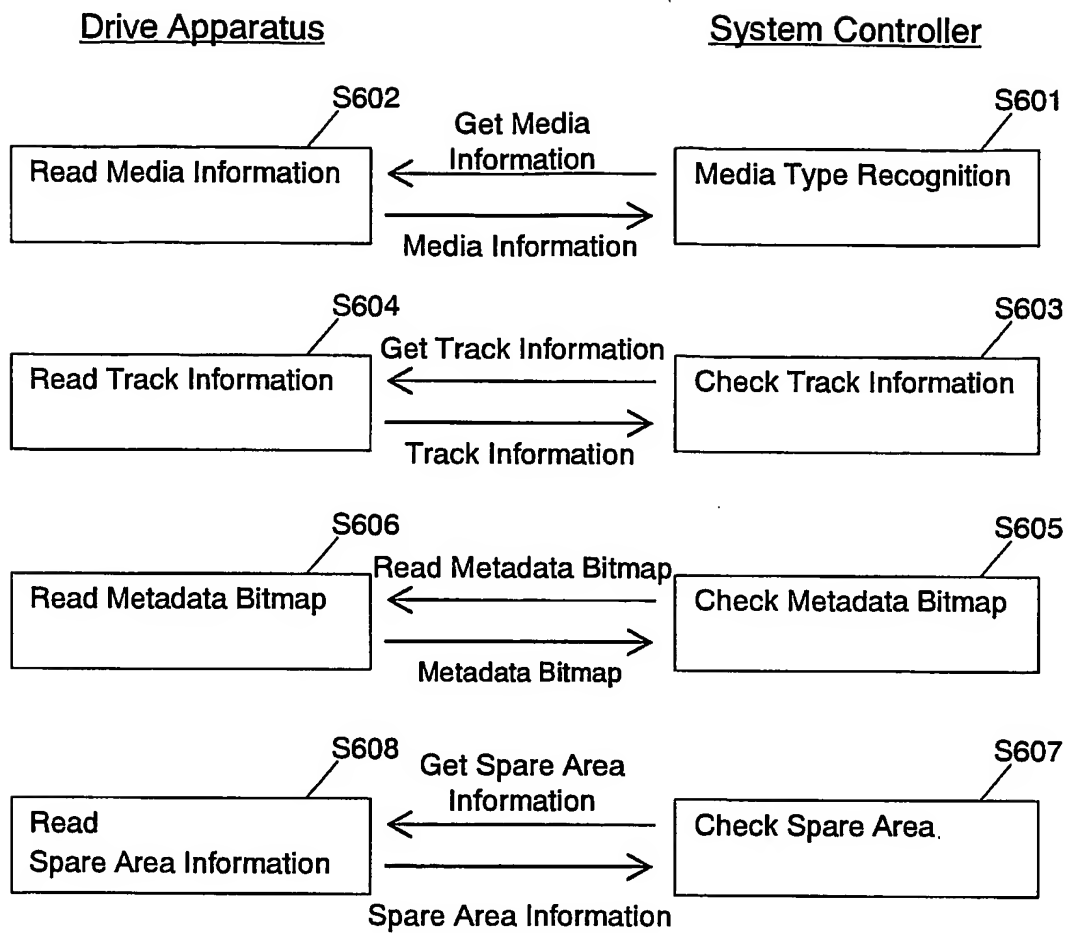 Drive Apparatus
System Controller
S602
S601
Get Media
Information
Read Media Information
Media Type Recognition
Media Information
S604
S603
Get Track Information
Read Track Information
Check Track Information
Track Information
S606
S605
Read Metadata Bitmap
Read Metadata Bitmap
Check Metadata Bitmap
Metadata Bitmap
S608
S607
Get Spare Area
Information
Read
Spare Area Information
Check Spare Area
Spare Area Information